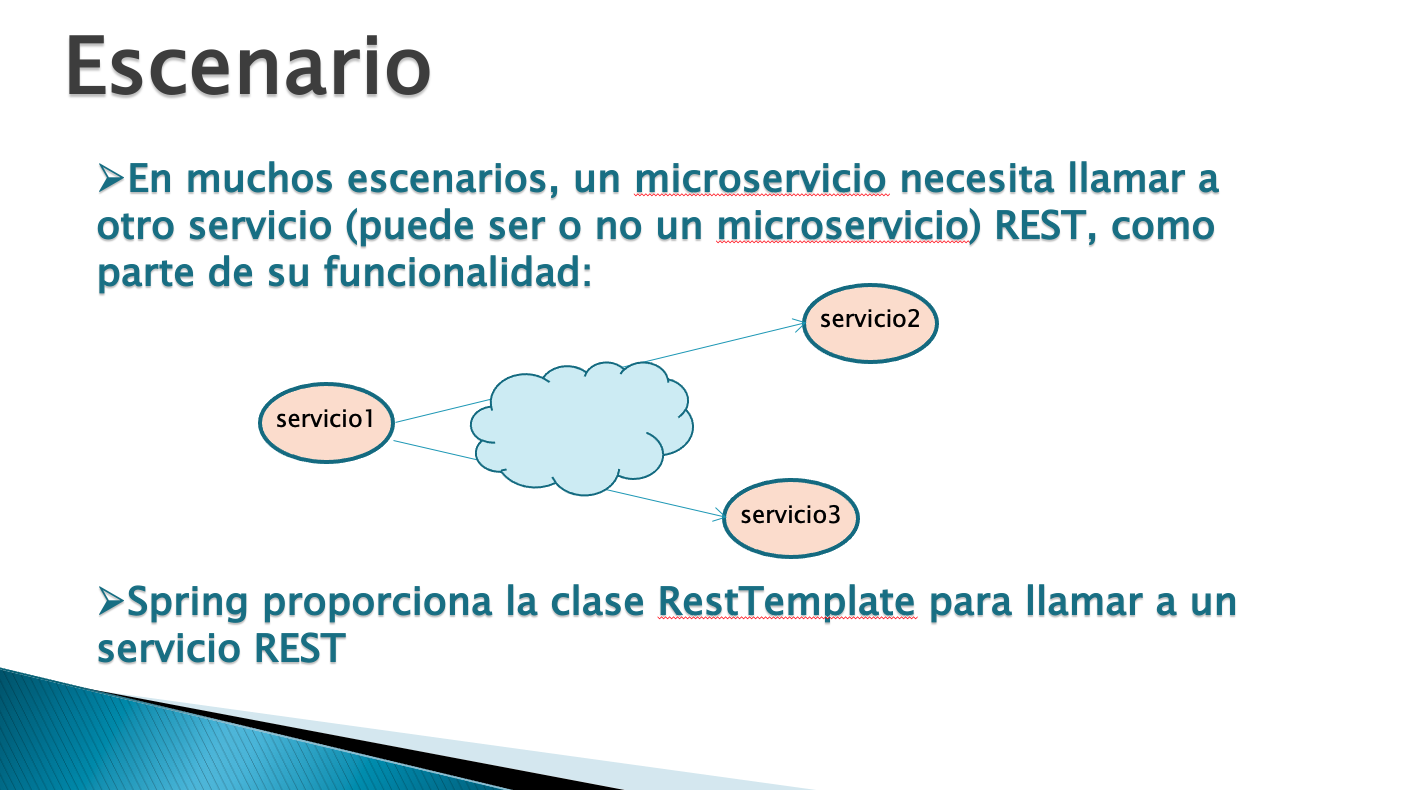 Escenario
➢En muchos escenarios, un microservicio necesita llamar a
otro servicio (puede ser o no un microservicio) REST, como
parte de su funcionalidad:
servicio2
servicio1
servicio3
➢Spring proporciona la clase RestTemplate para llamar a un
servicio REST